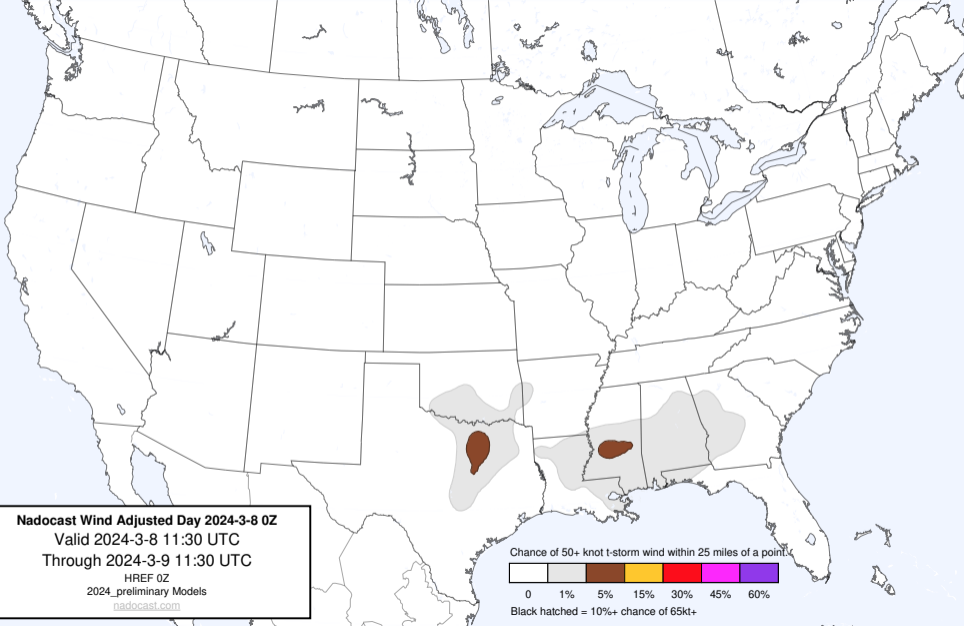 Nadocast Wind Adjusted Day 2024-3-8 0Z
Valid 2024-3-8 11:30 UTC
Through 2024-3-9 11:30 UTC
HREF 0Z
2024_preliminary Models
nadocast.com
Chance of 50+ knot t-storm wind within 25 miles of a point.
0 1% 5% 15% 30% 45% 60%
Black hatched = 10%+ chance of 65kt+